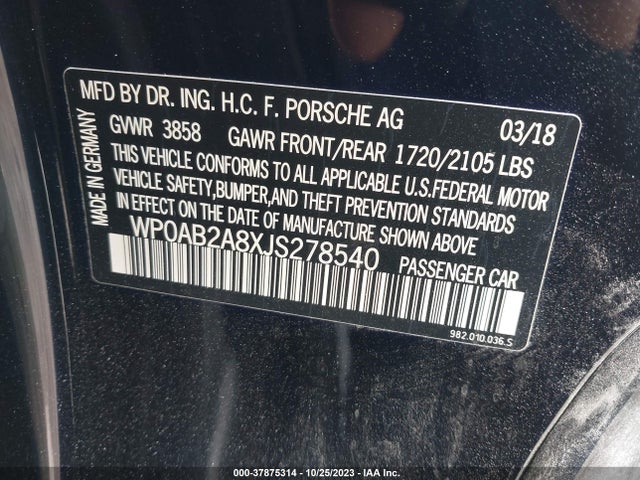 MFD BY DR. ING. H.C. F. PORSCHE AG 03/18
GVWR 3858 GAWR FRONT/REAR 1720/2105 LBS
THIS VEHICLE CONFORMS TO ALL APPLICABLE U.S.FEDERAL MOTOR
VEHICLE SAFETY,BUMPER,AND THEFT PREVENTION STANDARDS
IN EFFECT ON THE DATE OF MANUFACTURE SHOWN ABOVE
WP0AB2A8XJS278540 PASSENGER CAR
982.010.036.S
MADE IN GERMANY
000-37875314 - 10/25/2023 - IAA Inc.